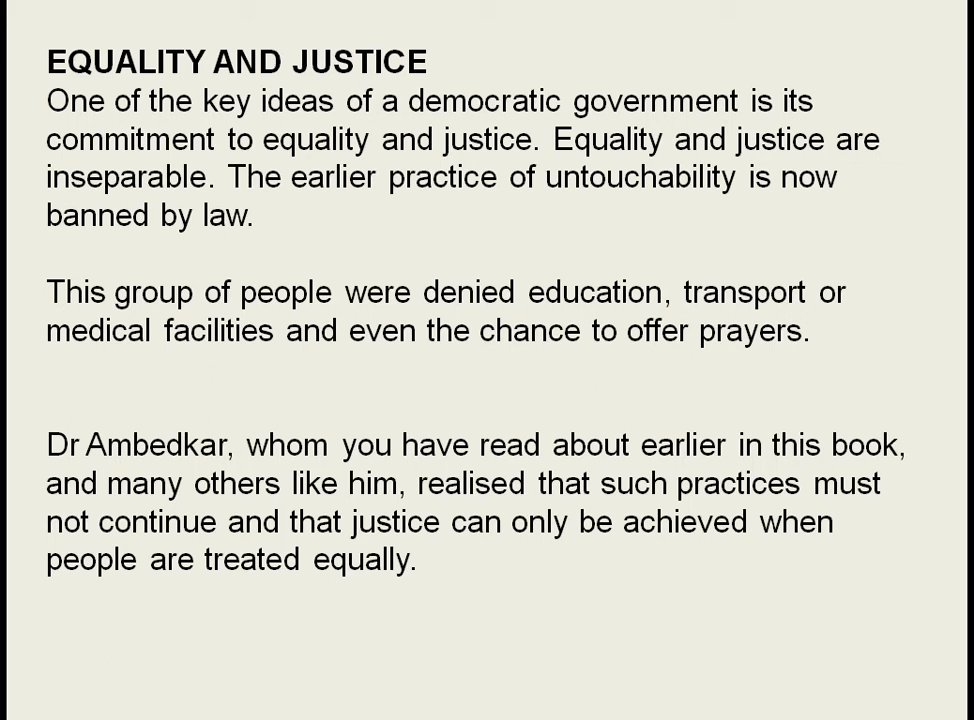 EQUALITY AND JUSTICE
One of the key ideas of a democratic government is its
commitment to equality and justice. Equality and justice are
inseparable. The earlier practice of untouchability is now
banned by law.
This group of people were denied education, transport or
medical facilities and even the chance to offer prayers.
Dr Ambedkar, whom you have read about earlier in this book,
and many others like him, realised that such practices must
not continue and that justice can only be achieved when
people are treated equally.